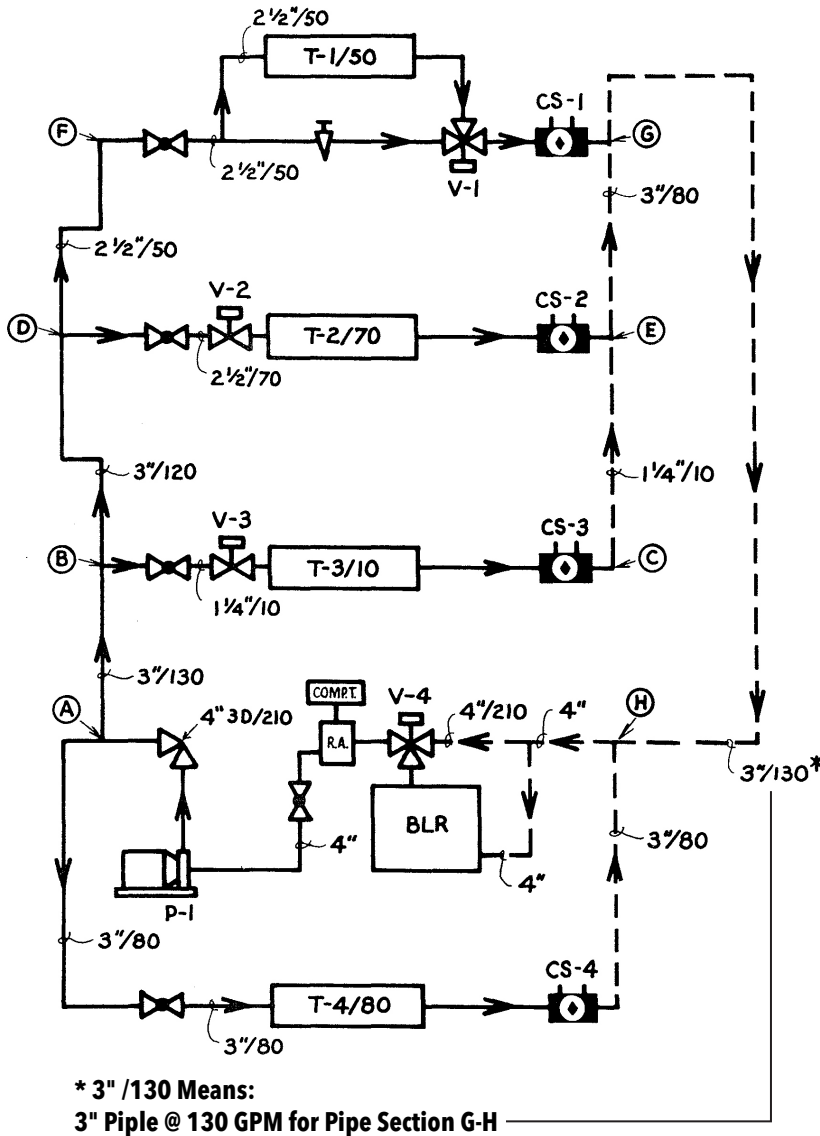 2½"/50
T-1/50
CS-1
F
G
2½"/50
V-1
3"/80
2½"/50
V-2
CS-2
D
T-2/70
E
2½"/70
3"/120
1¼"/10
V-3
CS-3
B
T-3/10
C
1¼"/10
3"/130
COMP.T.
V-4
A
4" 3D/210
R.A.
4"/210
4"
H
3"/130*
BLR
4"
3"/80
4"
P-1
3"/80
CS-4
T-4/80
3"/80
* 3" /130 Means:
3" Piple @ 130 GPM for Pipe Section G-H